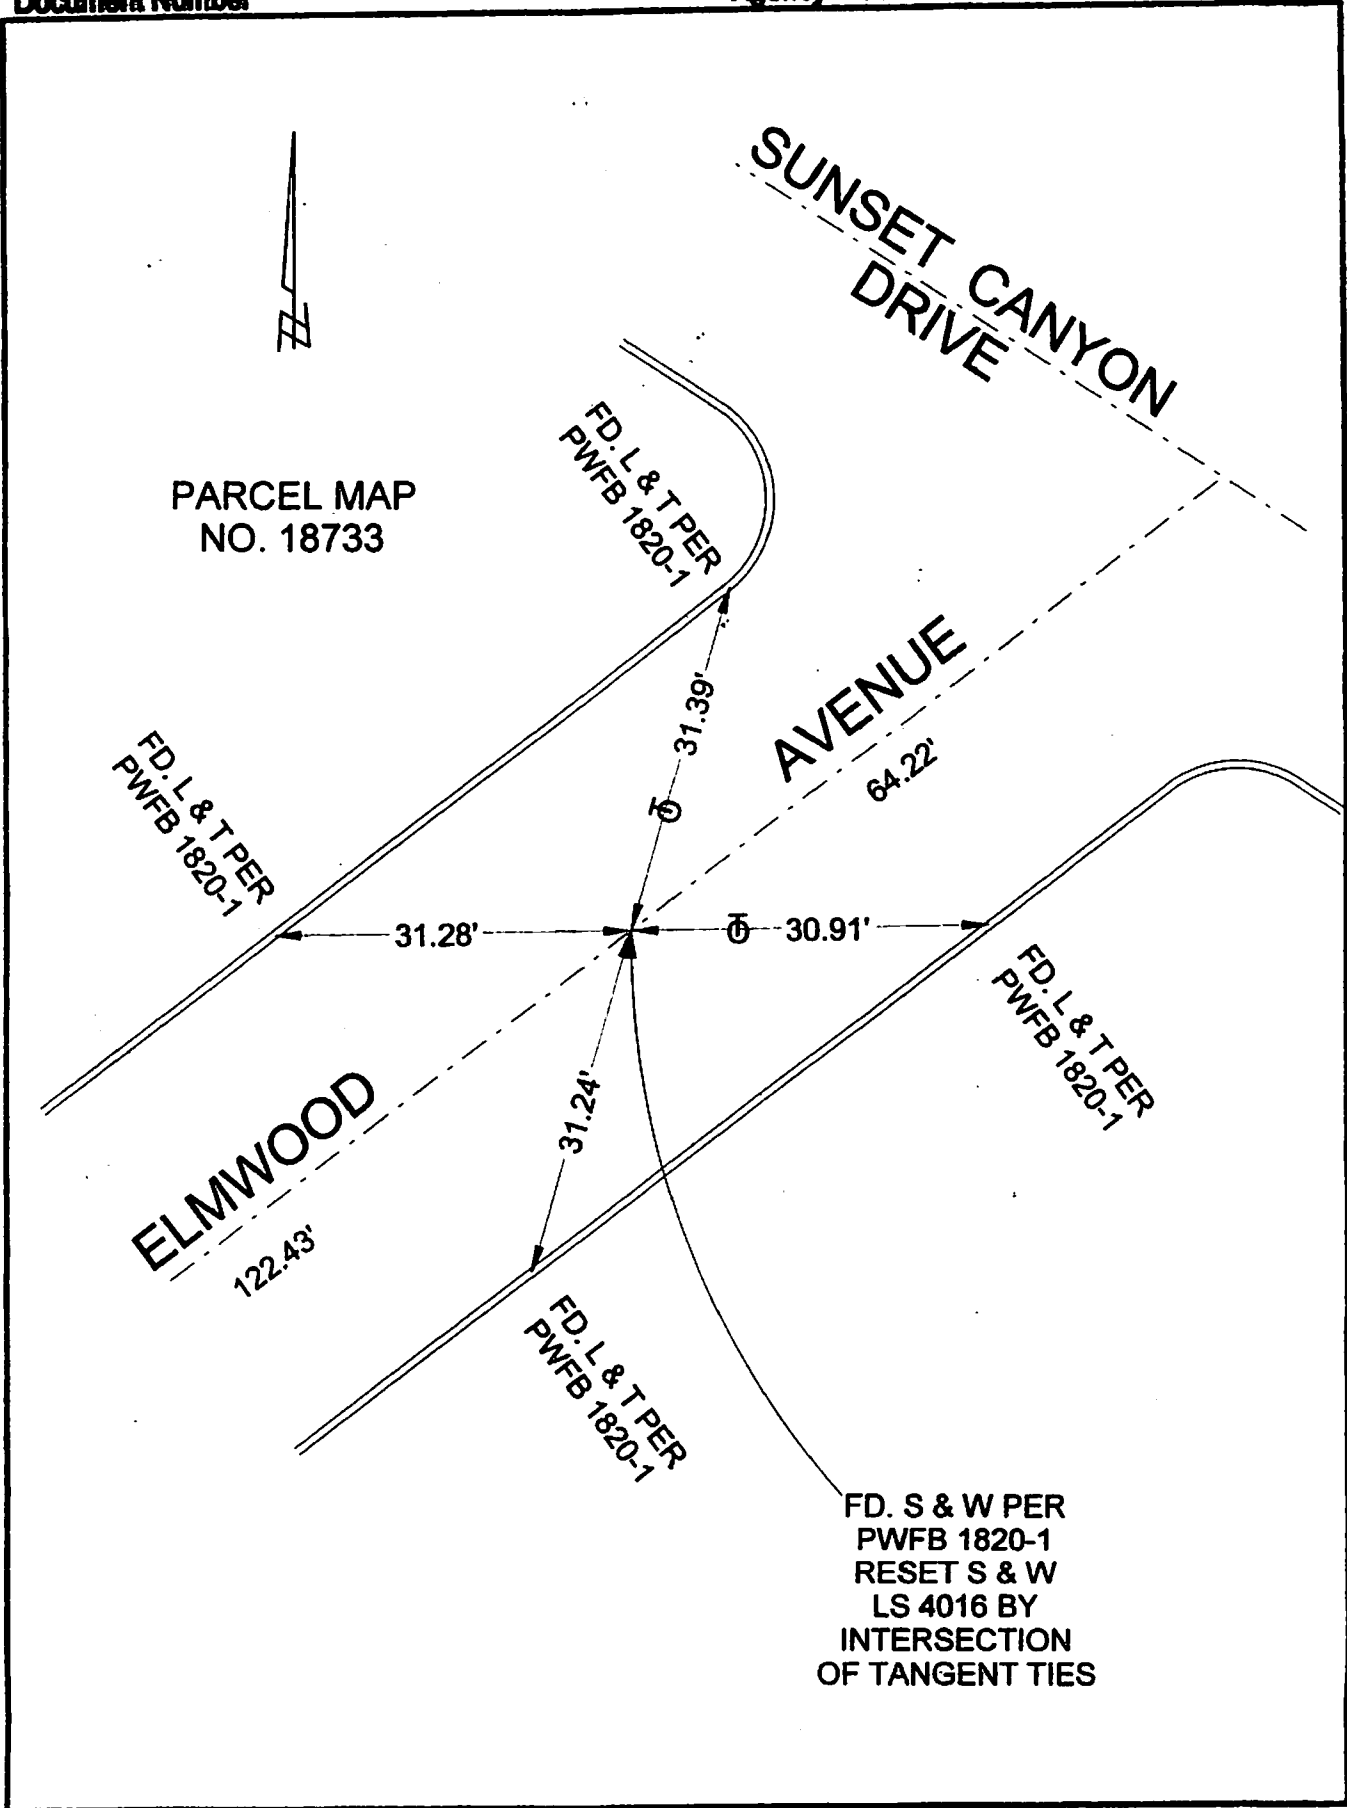 Document Number
SUNSET CANYON
DRIVE
PARCEL MAP
NO. 18733
FD. L & T PER
PWFB 1820-1
31.39'
AVENUE
64.22'
FD. L & T PER
PWFB 1820-1
31.28'
30.91'
FD. L & T PER
PWFB 1820-1
31.24'
ELMWOOD
122.43'
FD. L & T PER
PWFB 1820-1
FD. S & W PER
PWFB 1820-1
RESET S & W
LS 4016 BY
INTERSECTION
OF TANGENT TIES